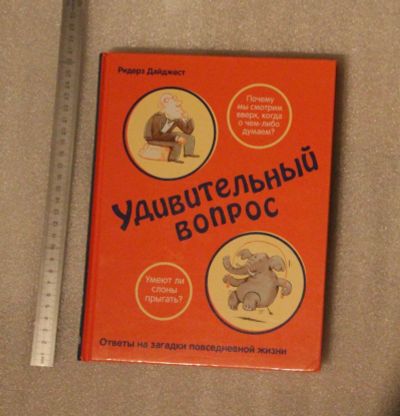 Ридерз Дайджест
Почему
мы смотрим
вверх, когда
о чем-либо
думаем?
Удивительный
вопрос
Умеют ли
слоны
прыгать?
Ответы на загадки повседневной жизни